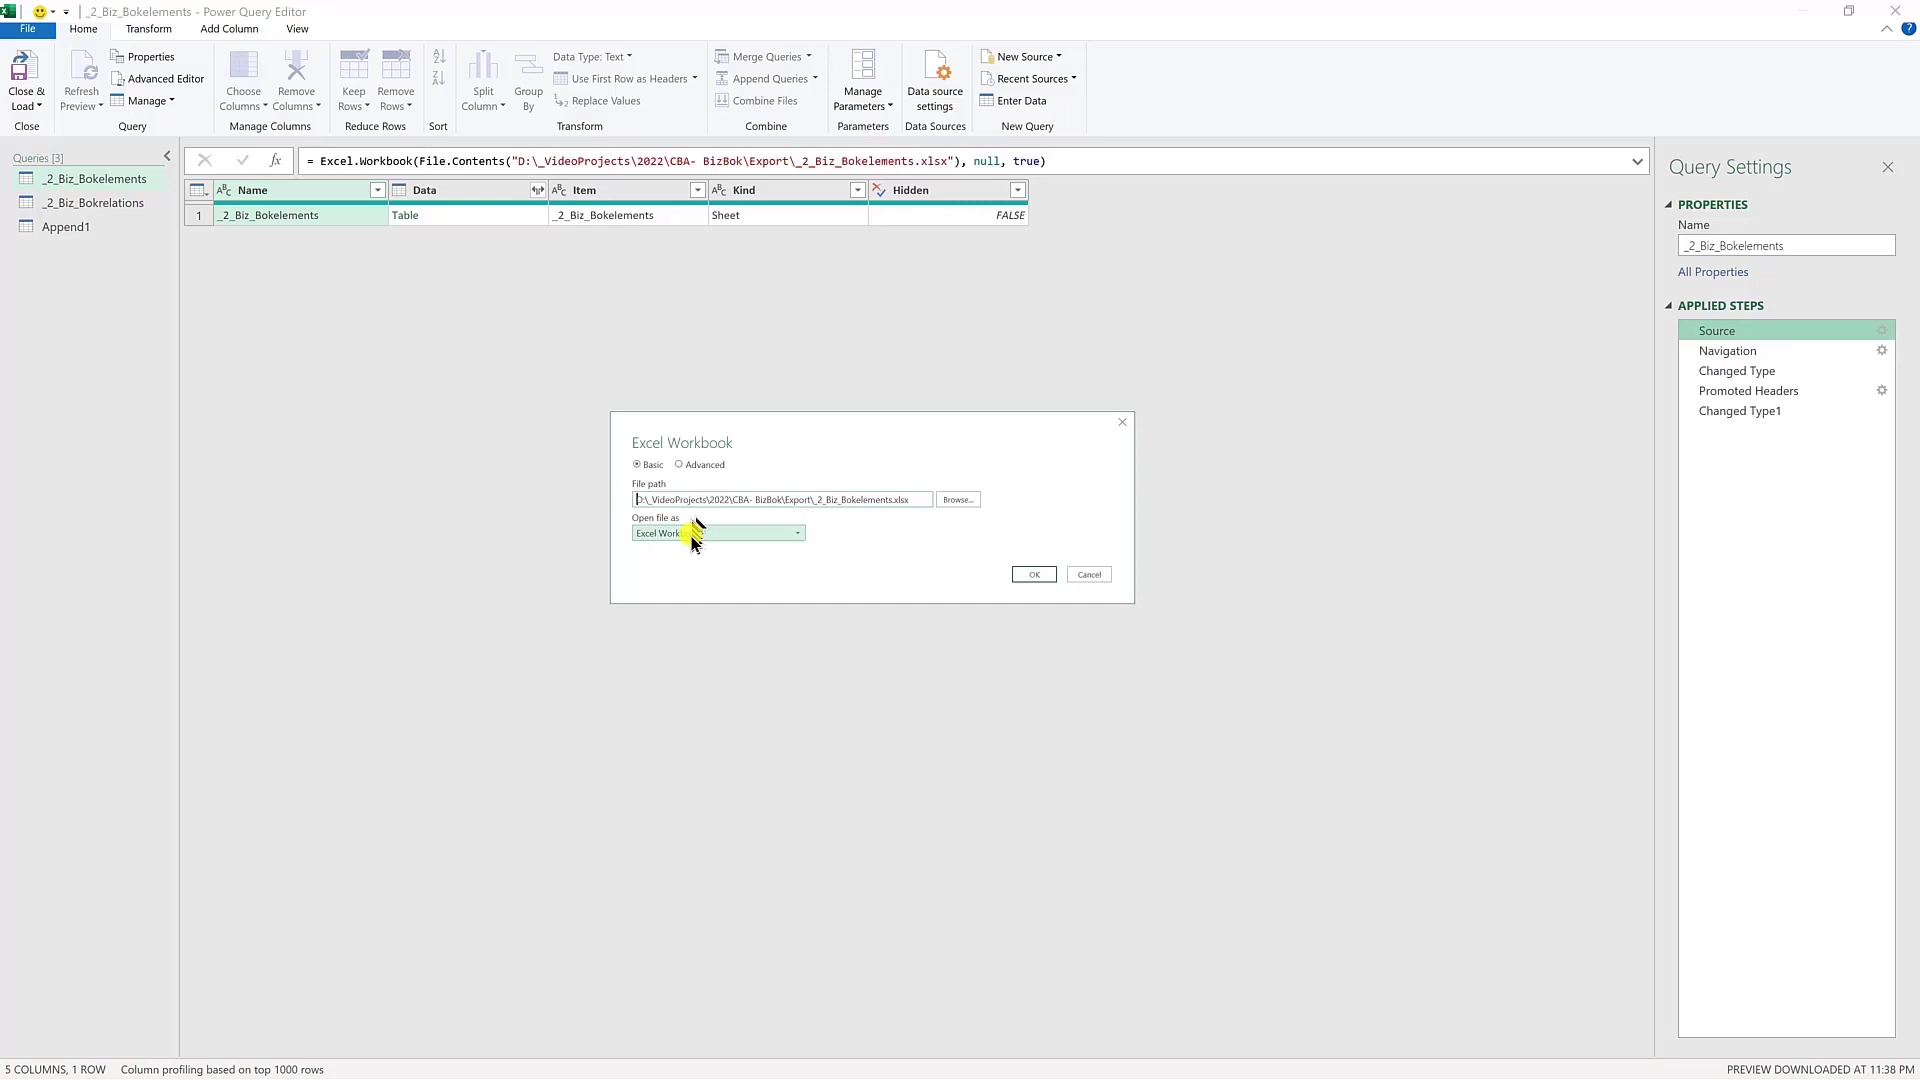 _2_Biz_Bokelements - Power Query Editor
File Home Transform Add Column View
Close & Load
Close
Refresh Preview
Properties
Advanced Editor
Manage
Query
Choose Columns
Remove Columns
Manage Columns
Keep Rows
Remove Rows
Reduce Rows
Sort
Split Column
Group By
Data Type: Text
Use First Row as Headers
Replace Values
Transform
Merge Queries
Append Queries
Combine Files
Combine
Manage Parameters
Parameters
Data source settings
Data Sources
New Source
Recent Sources
Enter Data
New Query
Queries [3]
_2_Biz_Bokelements
_2_Biz_Bokrelations
Append1
fx
= Excel.Workbook(File.Contents("D:\_VideoProjects\2022\CBA- BizBok\Export\_2_Biz_Bokelements.xlsx"), null, true)
Name Data Item Kind Hidden
1 _2_Biz_Bokelements Table _2_Biz_Bokelements Sheet FALSE
Excel Workbook
Basic Advanced
File path
D:\_VideoProjects\2022\CBA- BizBok\Export\_2_Biz_Bokelements.xlsx Browse...
Open file as
Excel
OK Cancel
Query Settings
PROPERTIES
Name
_2_Biz_Bokelements
All Properties
APPLIED STEPS
Source
Navigation
Changed Type
Promoted Headers
Changed Type1
5 COLUMNS, 1 ROW Column profiling based on top 1000 rows
PREVIEW DOWNLOADED AT 11:38 PM